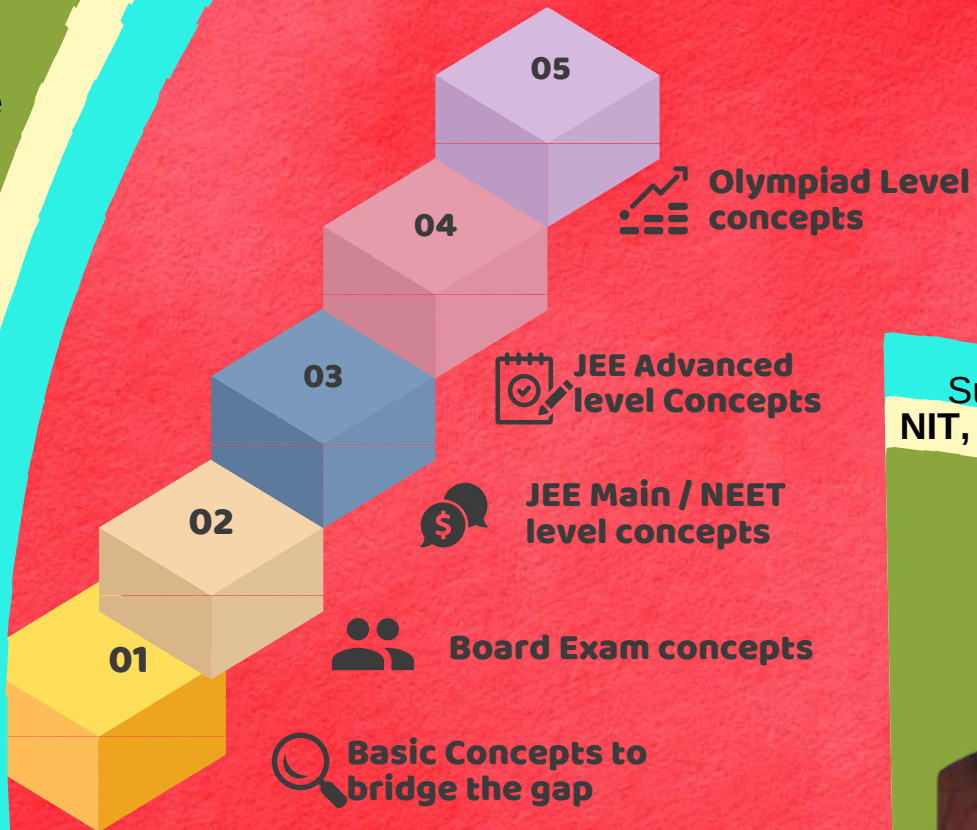 05
Olympiad Level
concepts
04
JEE Advanced
level Concepts
03
JEE Main / NEET
level concepts
02
Board Exam concepts
01
Basic Concepts to
bridge the gap
NIT,